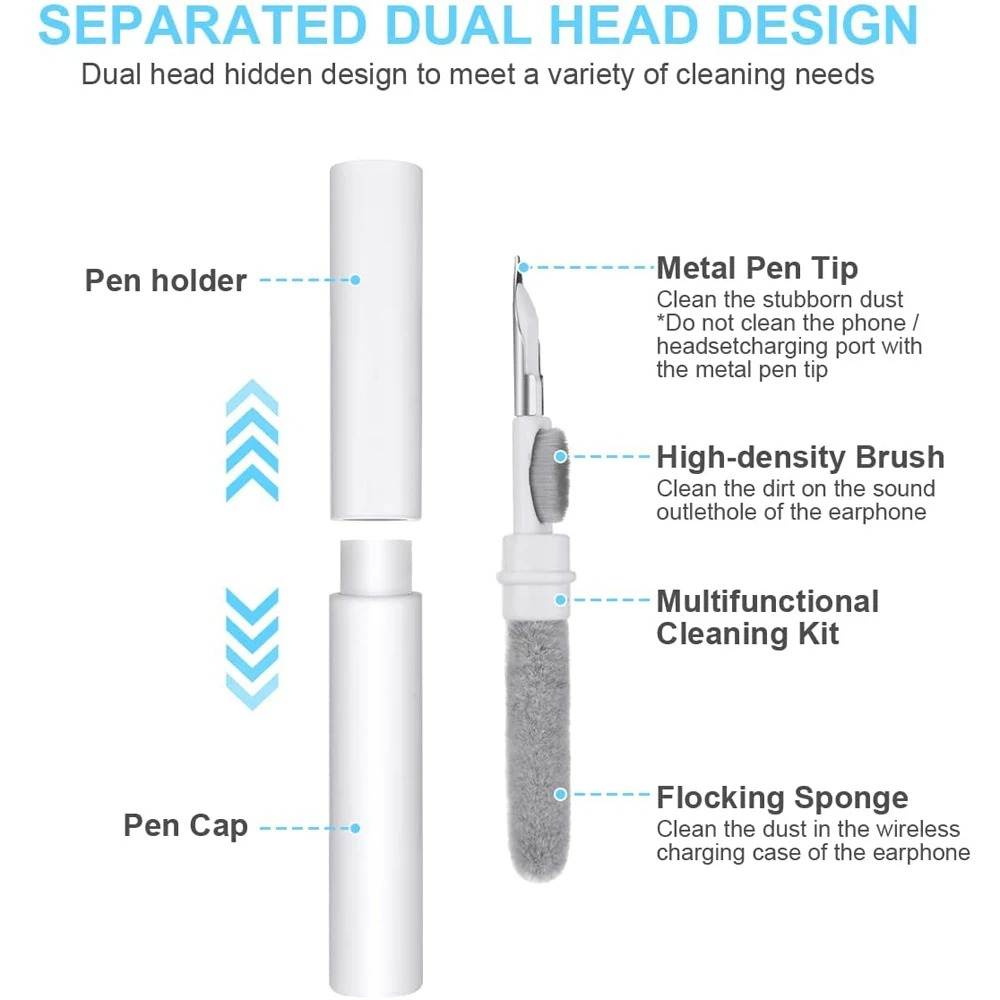 SEPARATED DUAL HEAD DESIGN
Dual head hidden design to meet a variety of cleaning needs
Pen holder
Metal Pen Tip
Clean the stubborn dust
*Do not clean the phone /
headsetcharging port with
the metal pen tip
High-density Brush
Clean the dirt on the sound
outlethole of the earphone
Multifunctional
Cleaning Kit
Pen Cap
Flocking Sponge
Clean the dust in the wireless
charging case of the earphone